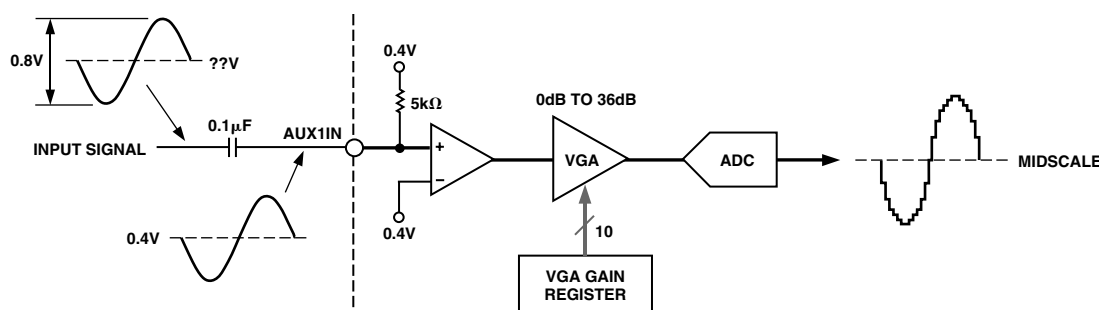 0.8V
??V
0.4V
5kΩ
0dB TO 36dB
0.1µF
AUX1IN
INPUT SIGNAL
+
–
VGA
ADC
MIDSCALE
0.4V
0.4V
10
VGA GAIN
REGISTER